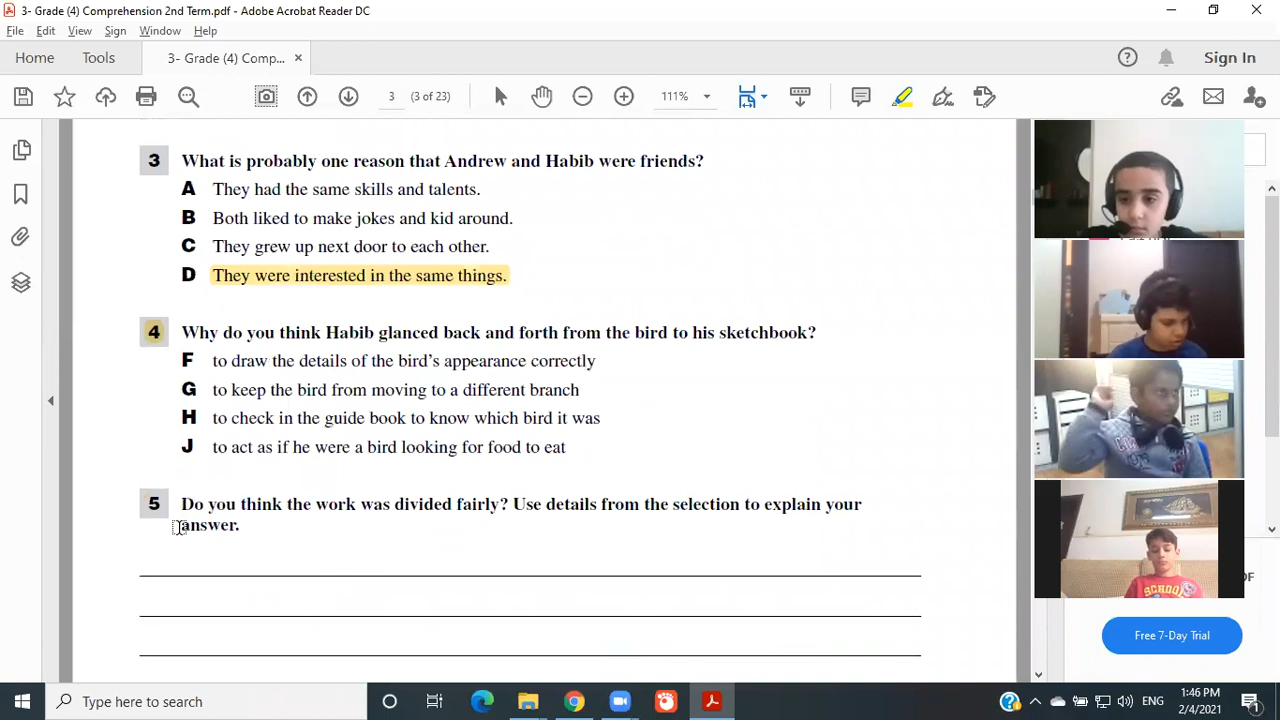 3- Grade (4) Comprehension 2nd Term.pdf - Adobe Acrobat Reader DC
File Edit View Sign Window Help
Home Tools 3- Grade (4) Comp... × Sign In
3 (3 of 23) 111%
3 What is probably one reason that Andrew and Habib were friends?
A They had the same skills and talents.
B Both liked to make jokes and kid around.
C They grew up next door to each other.
D They were interested in the same things.
4 Why do you think Habib glanced back and forth from the bird to his sketchbook?
F to draw the details of the bird's appearance correctly
G to keep the bird from moving to a different branch
H to check in the guide book to know which bird it was
J to act as if he were a bird looking for food to eat
5 Do you think the work was divided fairly? Use details from the selection to explain your
answer.
SCHOOL
Free 7-Day Trial
Type here to search
ENG
1:46 PM
2/4/2021